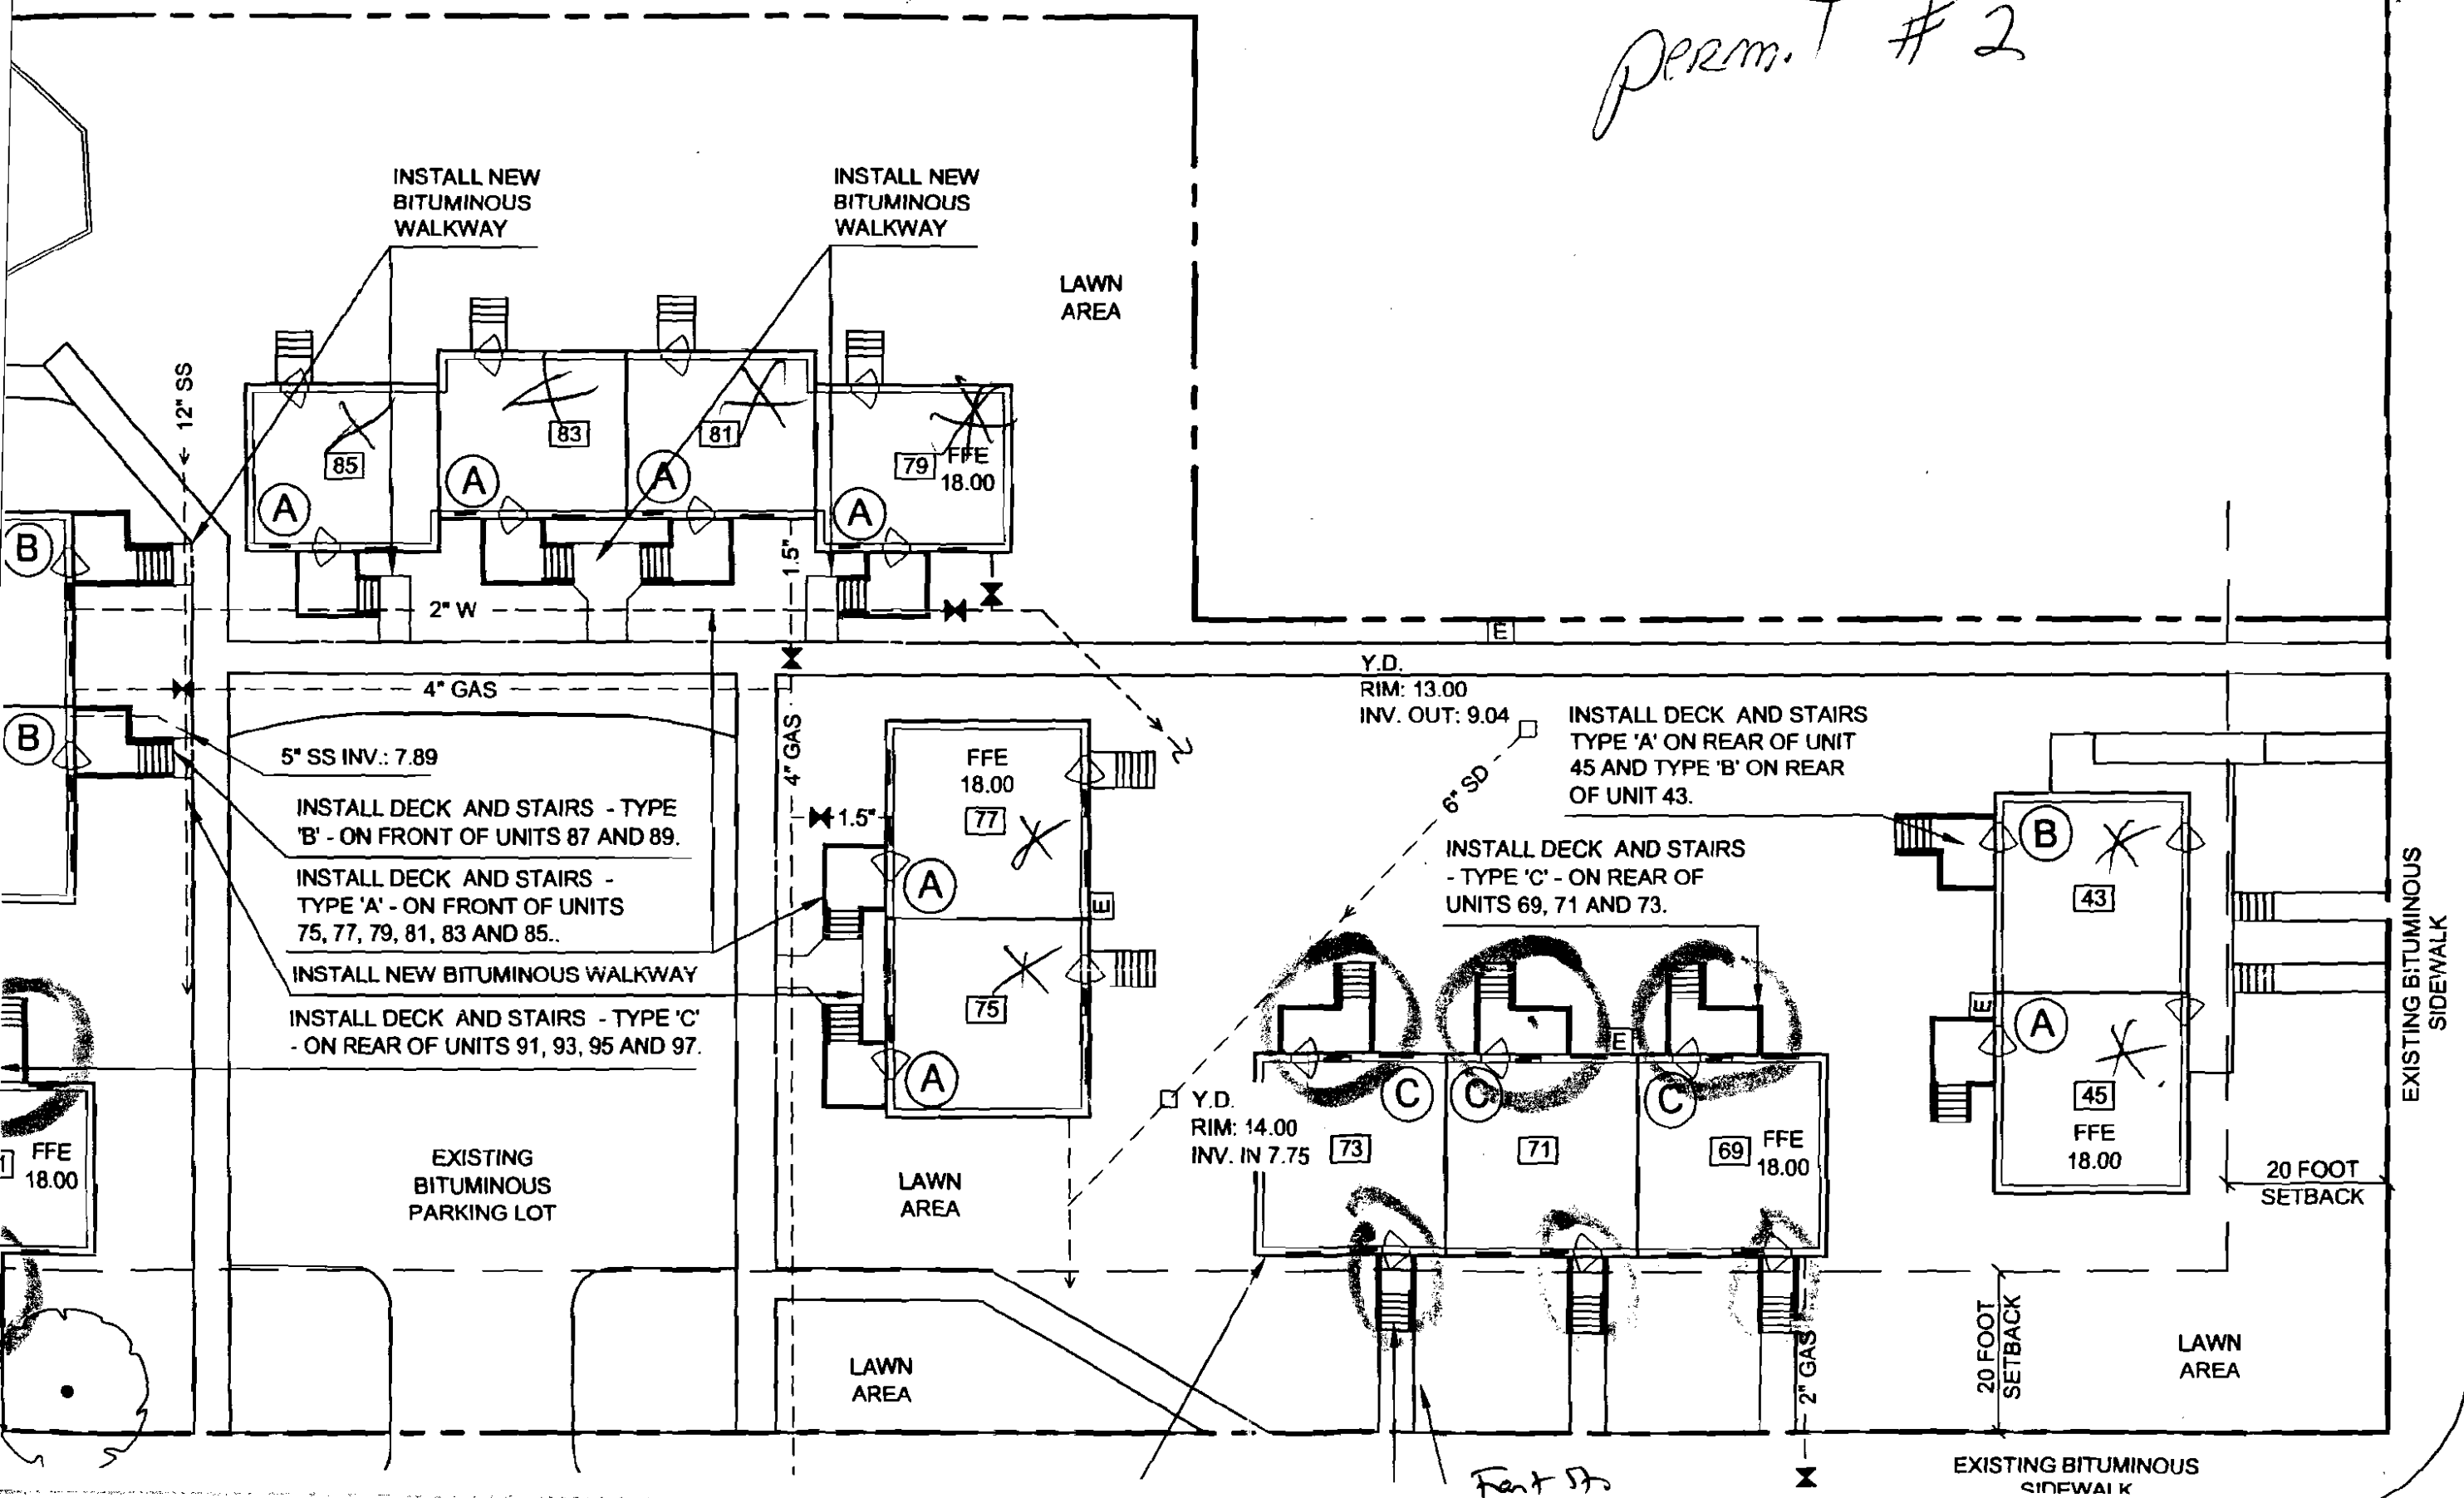 perm.T # 2
INSTALL NEW
BITUMINOUS
WALKWAY
INSTALL NEW
BITUMINOUS
WALKWAY
LAWN
AREA
12" SS
83
81
85
79
FFE
18.00
A
A
A
A
B
1.5"
2" W
E
Y.D.
RIM: 13.00
INV. OUT: 9.04
4" GAS
B
5" SS INV.: 7.89
4" GAS
FFE
18.00
77
1.5"
A
6" SD
INSTALL DECK AND STAIRS
TYPE 'A' ON REAR OF UNIT
45 AND TYPE 'B' ON REAR
OF UNIT 43.
INSTALL DECK AND STAIRS - TYPE
'B' - ON FRONT OF UNITS 87 AND 89.
INSTALL DECK AND STAIRS -
TYPE 'A' - ON FRONT OF UNITS
75, 77, 79, 81, 83 AND 85..
INSTALL NEW BITUMINOUS WALKWAY
INSTALL DECK AND STAIRS - TYPE 'C'
- ON REAR OF UNITS 91, 93, 95 AND 97.
INSTALL DECK AND STAIRS
- TYPE 'C' - ON REAR OF
UNITS 69, 71 AND 73.
B
43
E
EXISTING BITUMINOUS
SIDEWALK
75
A
E
A
45
FFE
18.00
E
C
C
C
Y.D.
RIM: 14.00
INV. IN 7.75
73
71
69
FFE
18.00
FFE
18.00
EXISTING
BITUMINOUS
PARKING LOT
LAWN
AREA
20 FOOT
SETBACK
20 FOOT
SETBACK
LAWN
AREA
LAWN
AREA
2" GAS
EXISTING BITUMINOUS
SIDEWALK